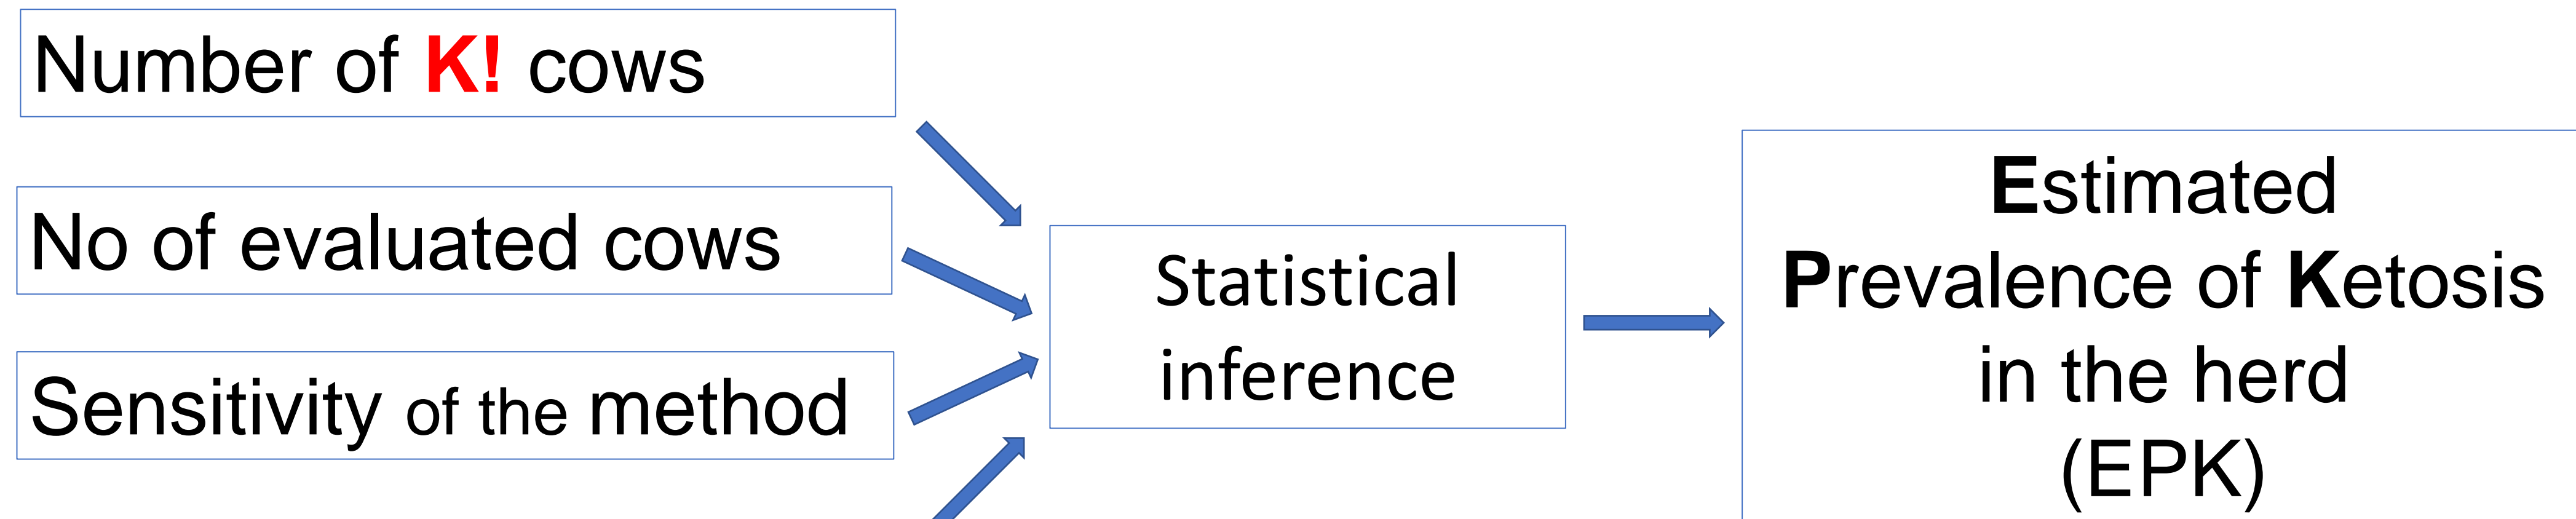 Number of K! cows
No of evaluated cows
Sensitivity of the method
Statistical
inference
Estimated
Prevalence of Ketosis
in the herd
(EPK)